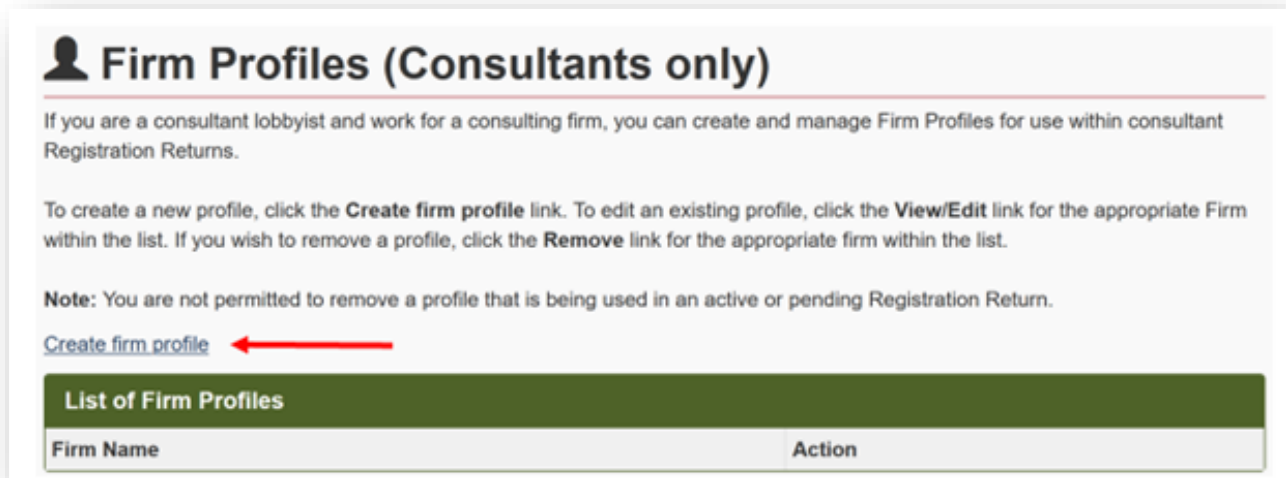 Firm Profiles (Consultants only)
If you are a consultant lobbyist and work for a consulting firm, you can create and manage Firm Profiles for use within consultant
Registration Returns.
To create a new profile, click the Create firm profile link. To edit an existing profile, click the View/Edit link for the appropriate Firm
within the list. If you wish to remove a profile, click the Remove link for the appropriate firm within the list.
Note: You are not permitted to remove a profile that is being used in an active or pending Registration Return.
Create firm profile
List of Firm Profiles
Firm Name Action